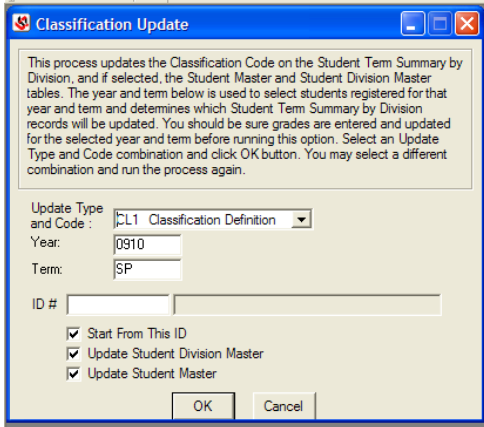 Classification Update
This process updates the Classification Code on the Student Term Summary by
Division, and if selected, the Student Master and Student Division Master
tables. The year and term below is used to select students registered for that
year and term and detemines which Student Term Summary by Division
records will be updated. You should be sure grades are entered and updated
for the selected year and term before running this option. Select an Update
Type and Code combination and click OK button. You may select a different
combination and run the process again.
Update Type
and Code :
CL1 Classification Definition
Year:
0910
Term:
SP
ID #
Start From This ID
Update Student Division Master
Update Student Master
OK Cancel